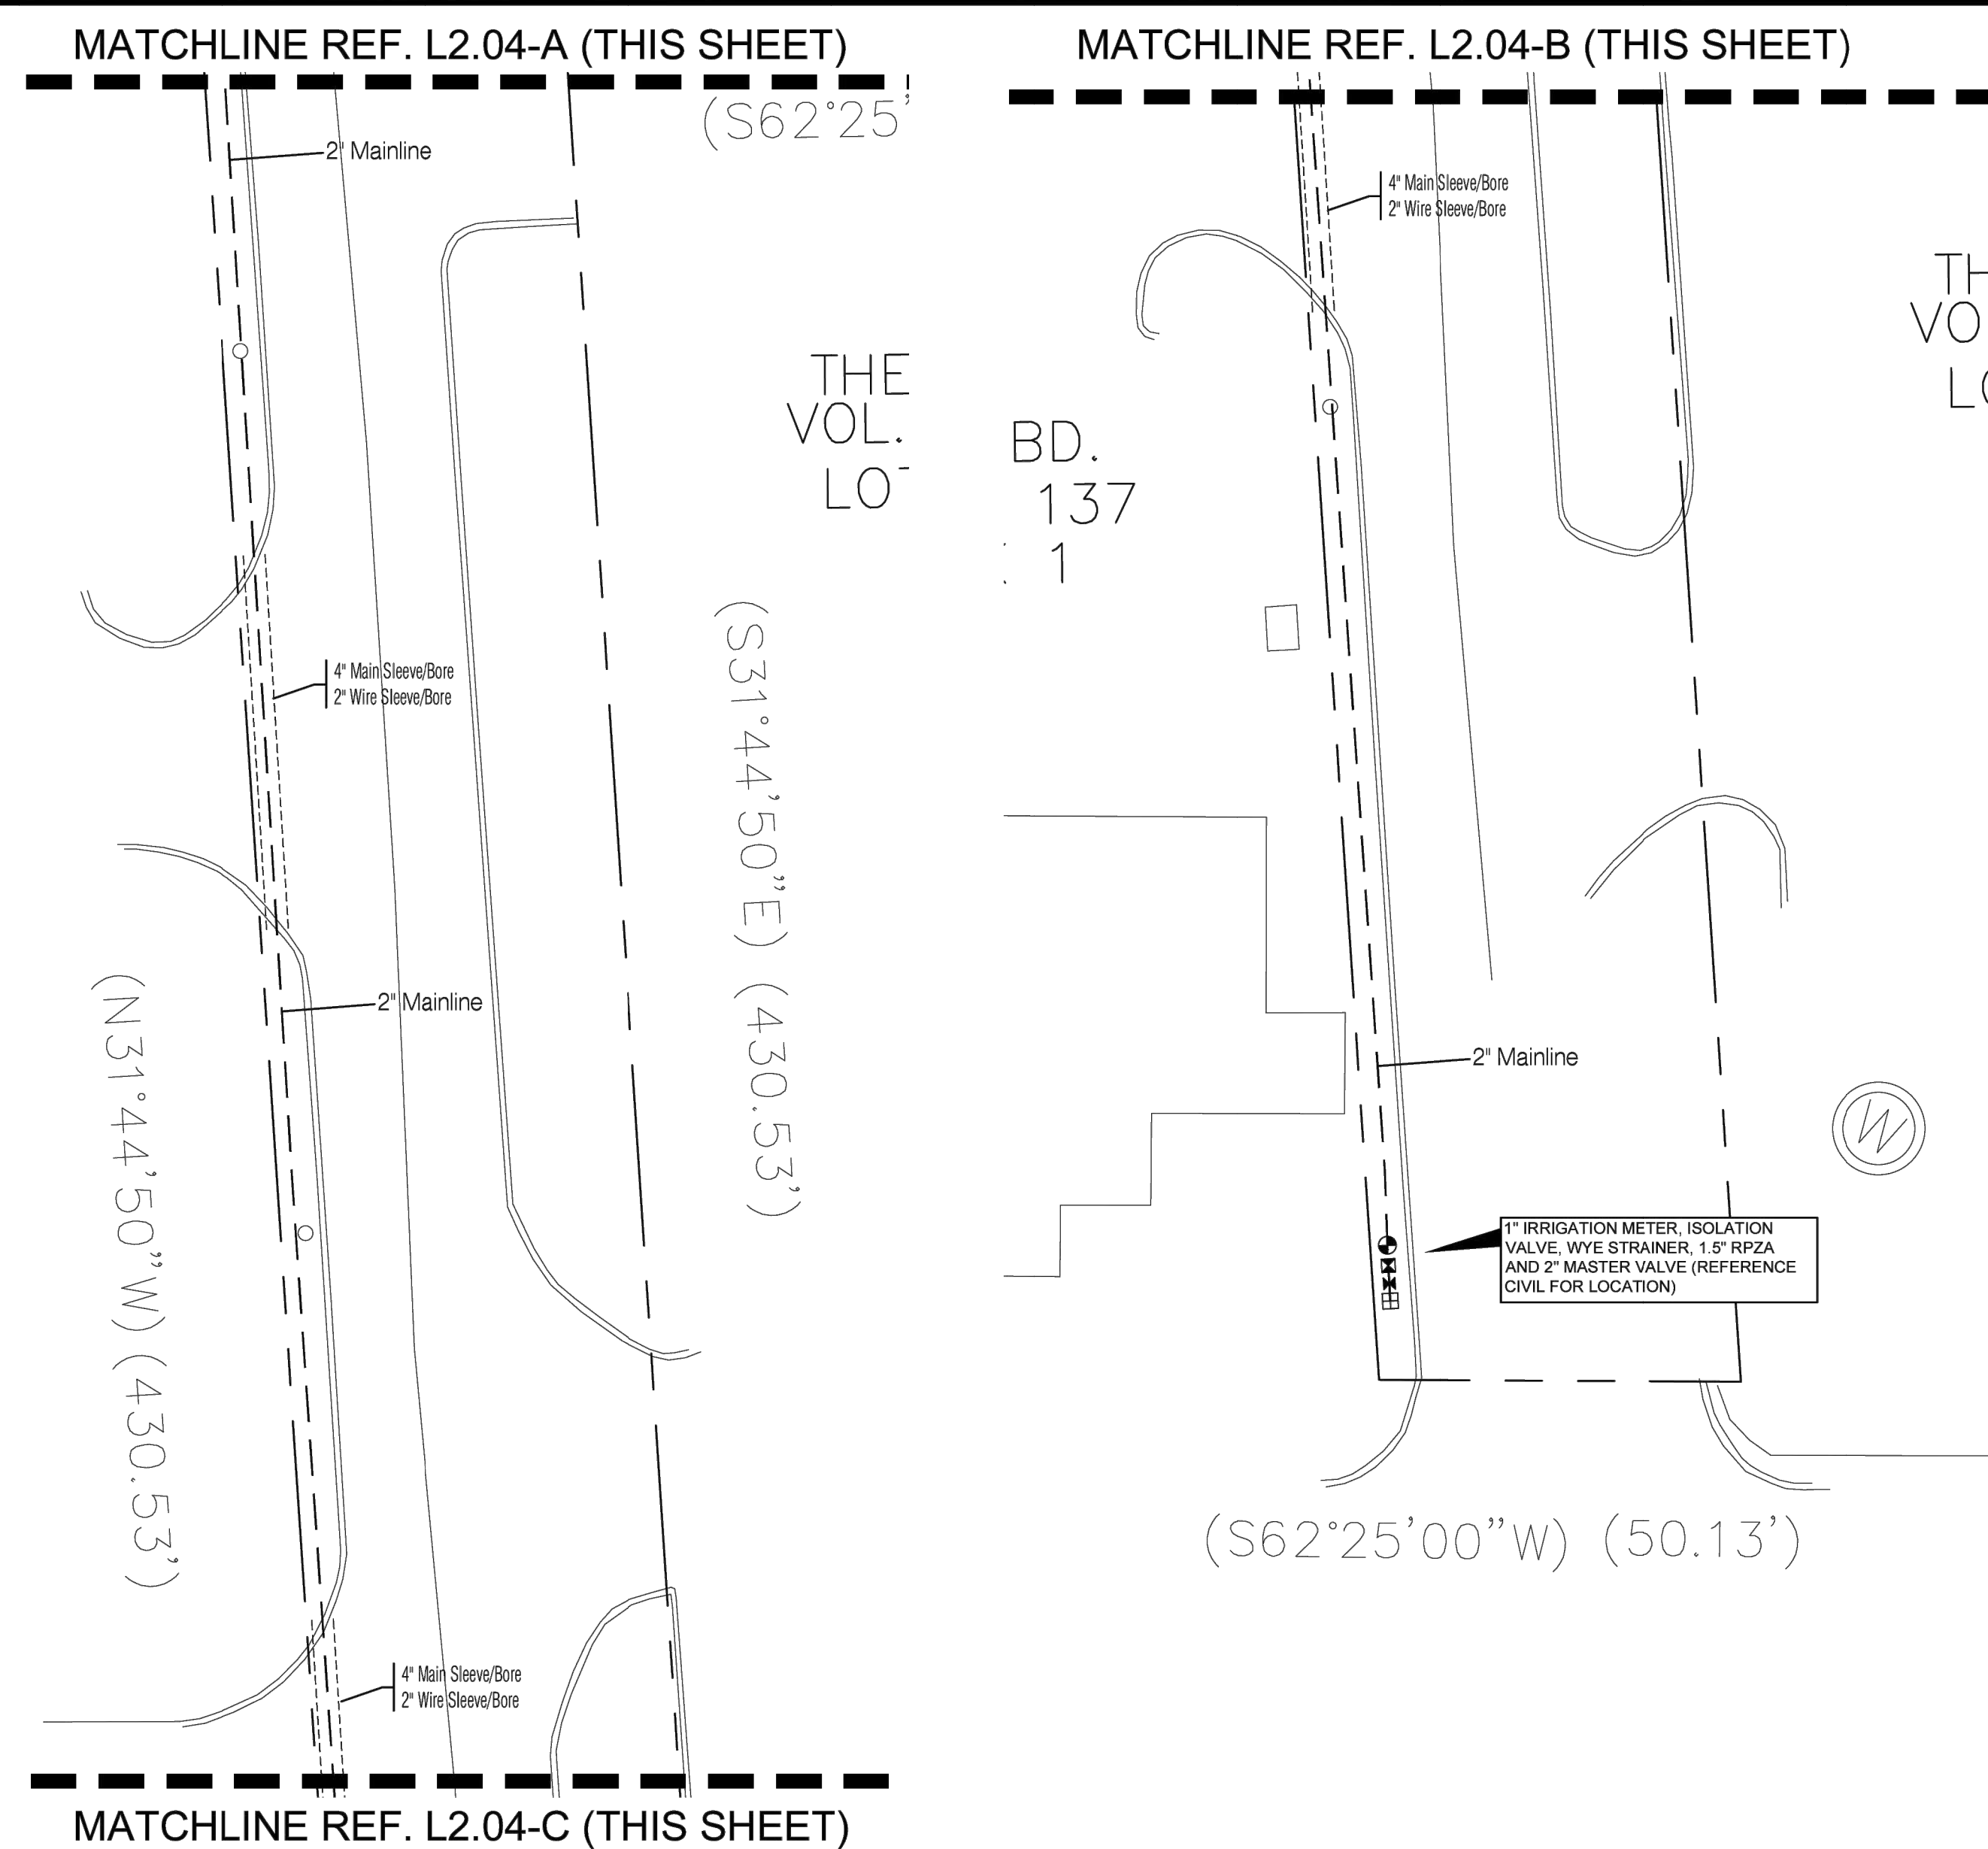 MATCHLINE REF. L2.04-A (THIS SHEET)
(S62°25'
2" Mainline
THE
VOL.
LOT
4" Main Sleeve/Bore
2" Wire Sleeve/Bore
(S31°44'50"E) (430.53')
2" Mainline
(N31°44'50"W) (430.53')
4" Main Sleeve/Bore
2" Wire Sleeve/Bore
MATCHLINE REF. L2.04-C (THIS SHEET)
MATCHLINE REF. L2.04-B (THIS SHEET)
4" Main Sleeve/Bore
2" Wire Sleeve/Bore
TH
VO
LO
BD.
137
1
2" Mainline
W
1" IRRIGATION METER, ISOLATION
VALVE, WYE STRAINER, 1.5" RPZA
AND 2" MASTER VALVE (REFERENCE
CIVIL FOR LOCATION)
(S62°25'00"W) (50.13')